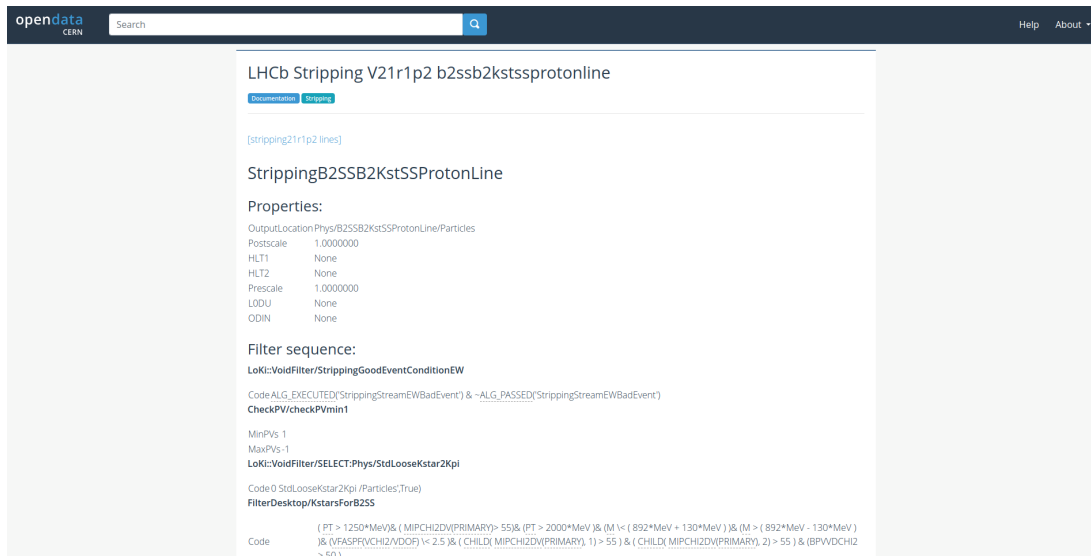 opendata
CERN
Search
Help About
LHCb Stripping V21r1p2 b2ssb2kstssprotonline
Documentation Stripping
[stripping21r1p2 lines]
StrippingB2SSB2KstSSProtonLine
Properties:
OutputLocation Phys/B2SSB2KstSSProtonLine/Particles
Postscale 1.0000000
HLT1 None
HLT2 None
Prescale 1.0000000
L0DU None
ODIN None
Filter sequence:
LoKi::VoidFilter/StrippingGoodEventConditionEW
Code ALG_EXECUTED('StrippingStreamEWBadEvent') & ~ALG_PASSED('StrippingStreamEWBadEvent')
CheckPV/checkPVmin1
MinPVs 1
MaxPVs -1
LoKi::VoidFilter/SELECT:Phys/StdLooseKstar2Kpi
Code 0 StdLooseKstar2Kpi /Particles',True)
FilterDesktop/KstarsForB2SS
( PT > 1250*MeV)& ( MIPCHI2DV(PRIMARY)> 55)& (PT > 2000*MeV )& (M \< ( 892*MeV + 130*MeV ) )& (M > ( 892*MeV - 130*MeV )
Code )& (VFASPF(VCHI2/VDOF) \< 2.5 )& ( CHILD( MIPCHI2DV(PRIMARY), 1) > 55 ) & ( CHILD( MIPCHI2DV(PRIMARY), 2) > 55 ) & (BPVVDCHI2
> 50 )